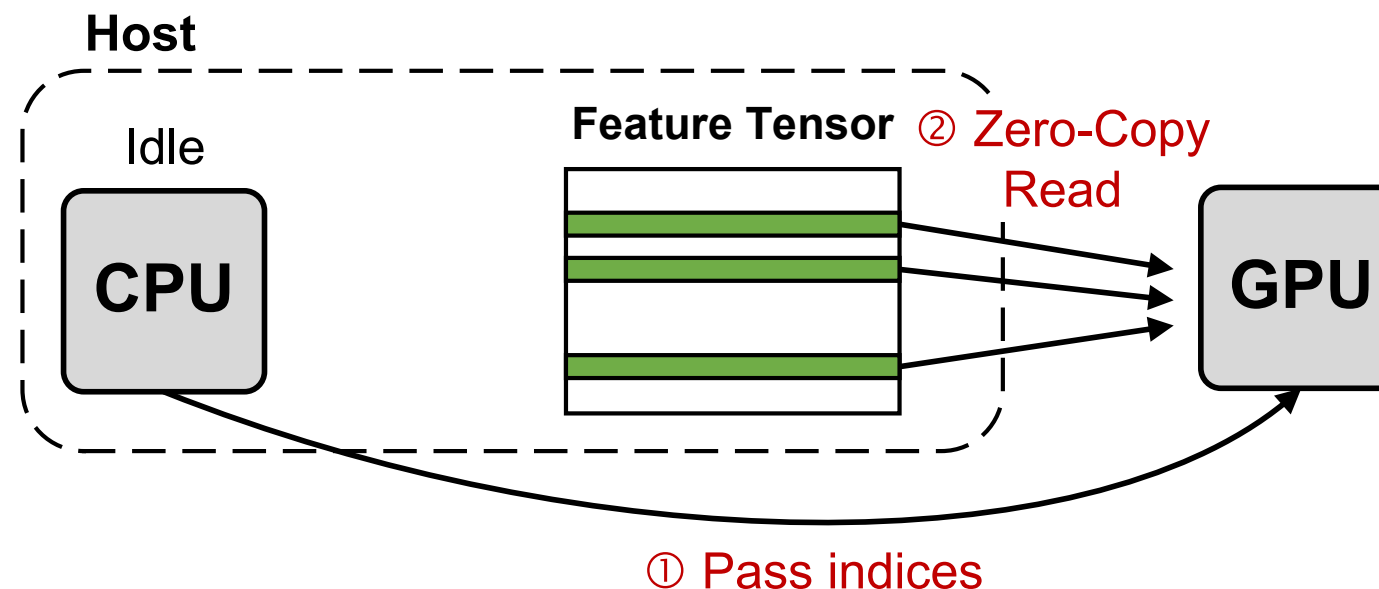 Host
Idle
CPU
Feature Tensor
② Zero-Copy
Read
GPU
① Pass indices